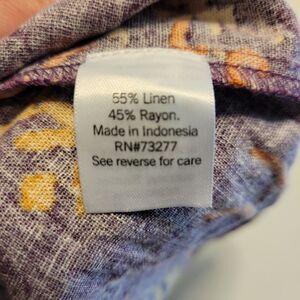 55% Linen
45% Rayon.
Made in Indonesia
RN#73277
See reverse for care